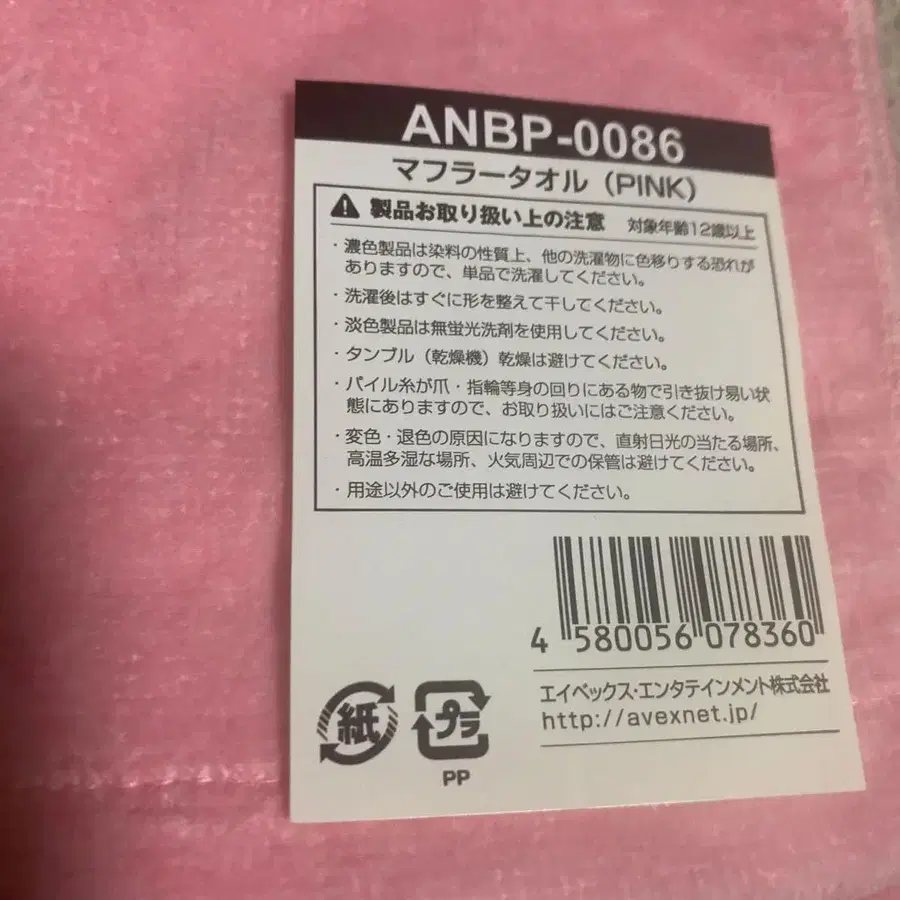 ANBP-0086
マフラータオル（PINK）
製品お取り扱い上の注意 対象年齢12歳以上
・濃色製品は染料の性質上、他の洗濯物に色移りする恐れが
ありますので、単品で洗濯してください。
・洗濯後はすぐに形を整えて干してください。
・淡色製品は無蛍光洗剤を使用してください。
・タンブル（乾燥機）乾燥は避けてください。
・パイル糸が爪・指輪等身の回りにある物で引き抜け易い状
態にありますので、お取り扱いにはご注意ください。
・変色・退色の原因になりますので、直射日光の当たる場所、
高温多湿な場所、火気周辺での保管は避けてください。
・用途以外のご使用は避けてください。
4 580056 078360
エイベックス・エンタテインメント株式会社
http://avexnet.jp/
紙 プラ
PP